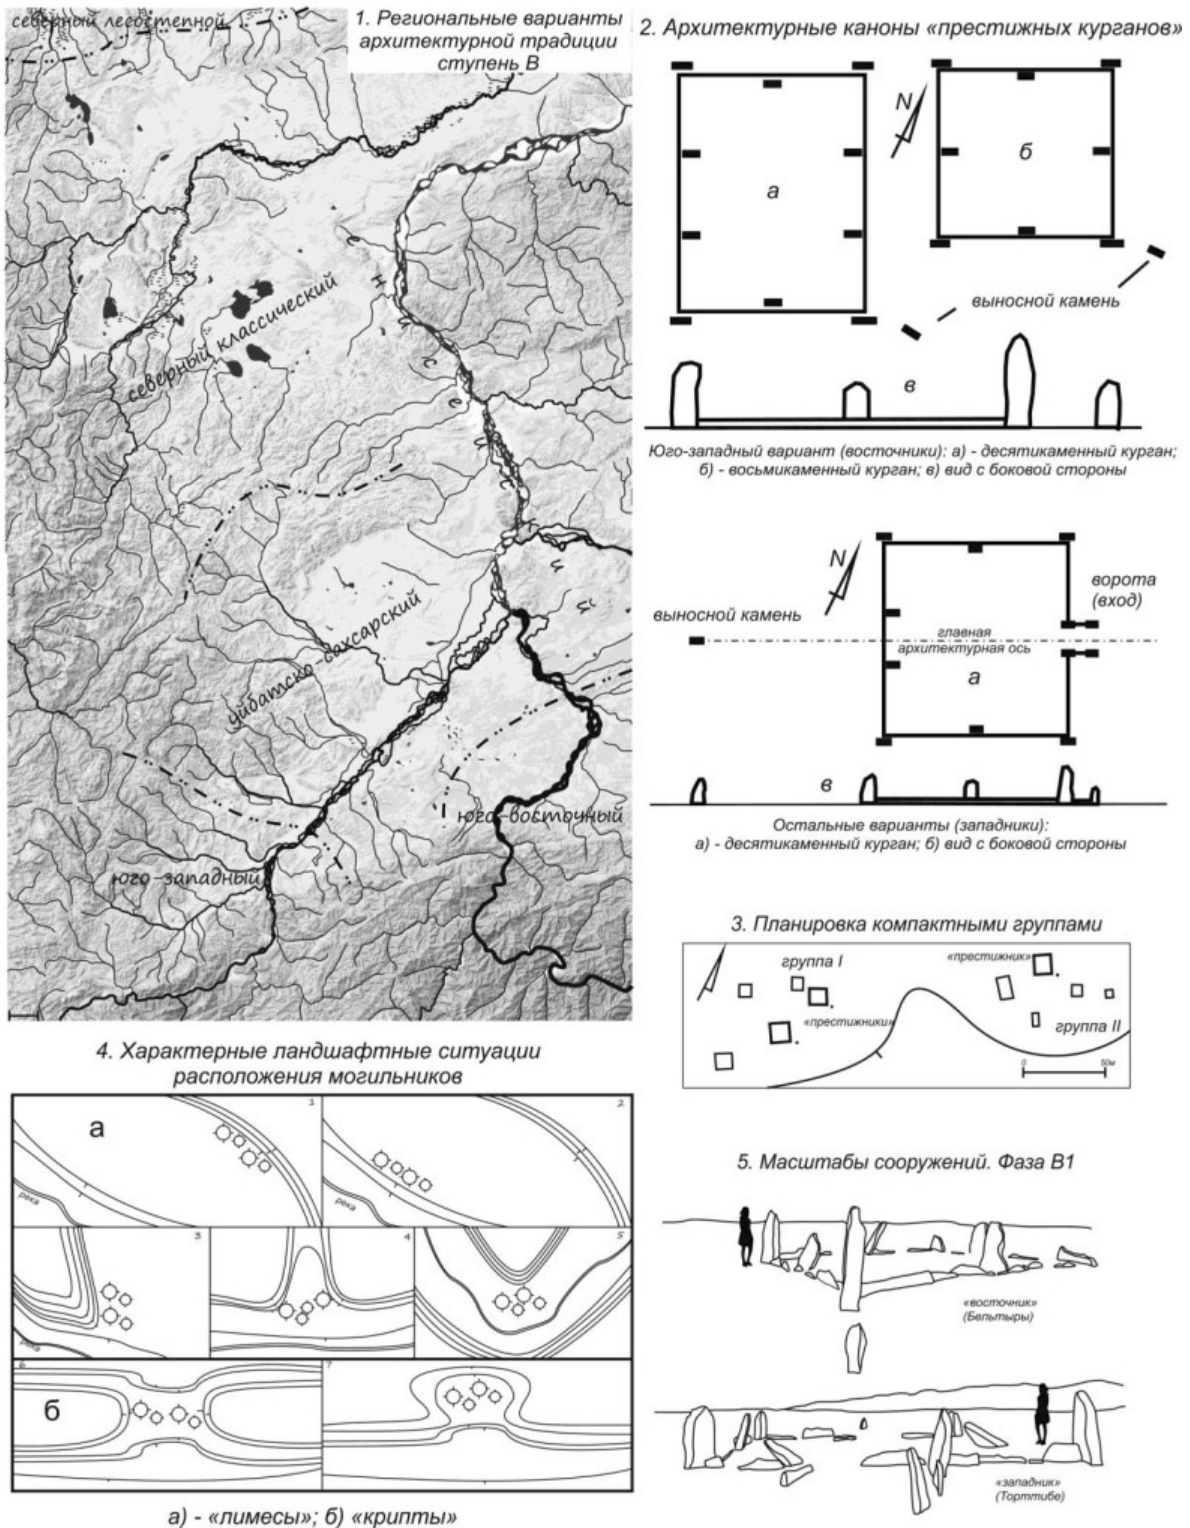 северный лесостепной
1. Региональные варианты
архитектурной традиции
ступень В
северный классический
Е н и с е й
уйбатско-сахсарский
юго-восточный
юго-западный
2. Архитектурные каноны «престижных курганов»
N
а
б
выносной камень
в
Юго-западный вариант (восточники): а) - десятикаменный курган;
б) - восьмикаменный курган; в) вид с боковой стороны
N
ворота
(вход)
выносной камень
главная
архитектурная ось
а
в
Остальные варианты (западники):
а) - десятикаменный курган; б) вид с боковой стороны
3. Планировка компактными группами
группа I
«престижник»
«престижники»
группа II
0 50м
4. Характерные ландшафтные ситуации
расположения могильников
а
1
2
река
река
3
4
5
река
6
7
б
а) - «лимесы»; б) «крипты»
5. Масштабы сооружений. Фаза В1
«восточник»
(Бельтыры)
«западник»
(Торттибе)